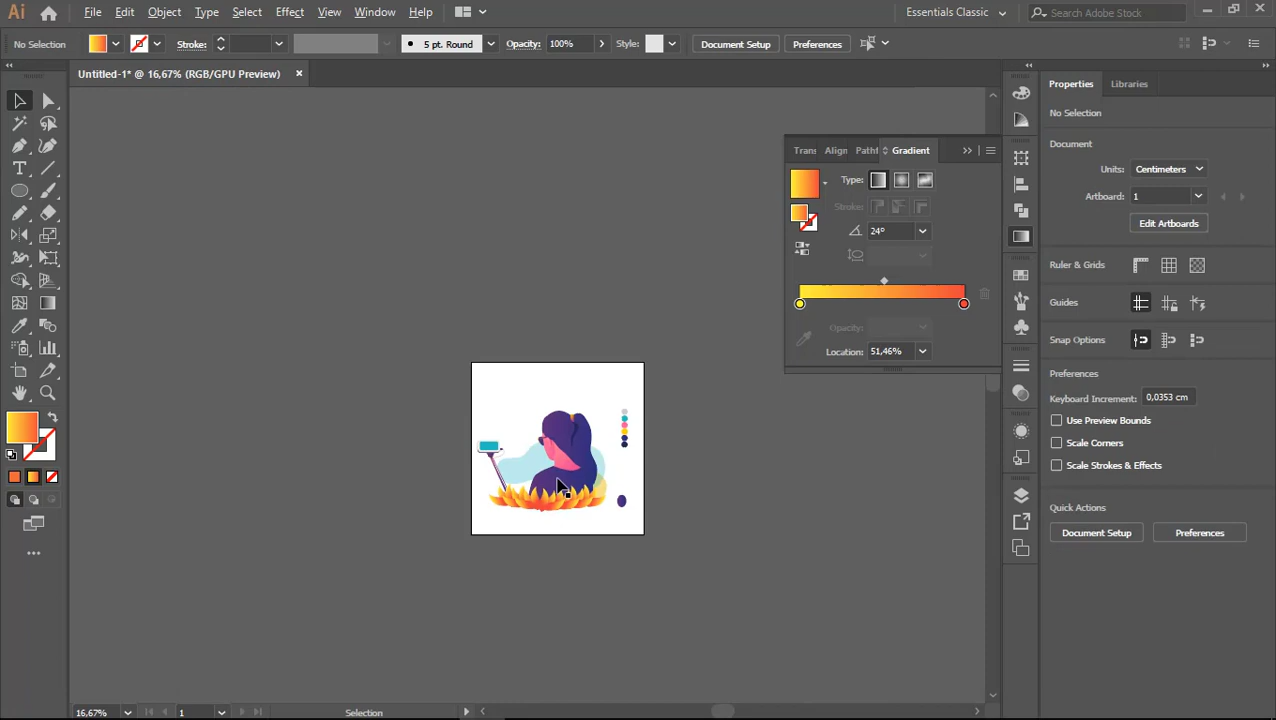 Ai File Edit Object Type Select Effect View Window Help Essentials Classic Search Adobe Stock
No Selection Stroke: 5 pt. Round Opacity: 100% Style: Document Setup Preferences
Untitled-1* @ 16,67% (RGB/GPU Preview)
Trans Align Pathf Gradient
Type:
Stroke:
24°
Opacity:
Location: 51,46%
Properties Libraries
No Selection
Document
Units: Centimeters
Artboard: 1
Edit Artboards
Ruler & Grids
Guides
Snap Options
Preferences
Keyboard Increment: 0,0353 cm
Use Preview Bounds
Scale Corners
Scale Strokes & Effects
Quick Actions
Document Setup Preferences
16,67% 1 Selection